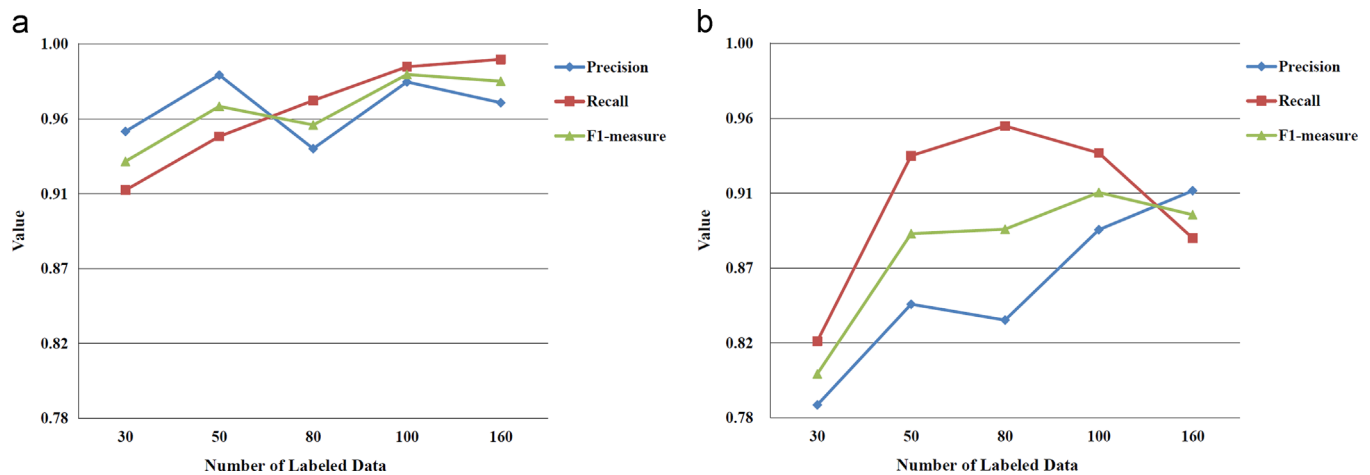 a
1.00
0.96
0.91
0.87
0.82
0.78
Value
30 50 80 100 160
Number of Labeled Data
Precision
Recall
F1-measure
b
1.00
0.96
0.91
0.87
0.82
0.78
Value
30 50 80 100 160
Number of Labeled Data
Precision
Recall
F1-measure